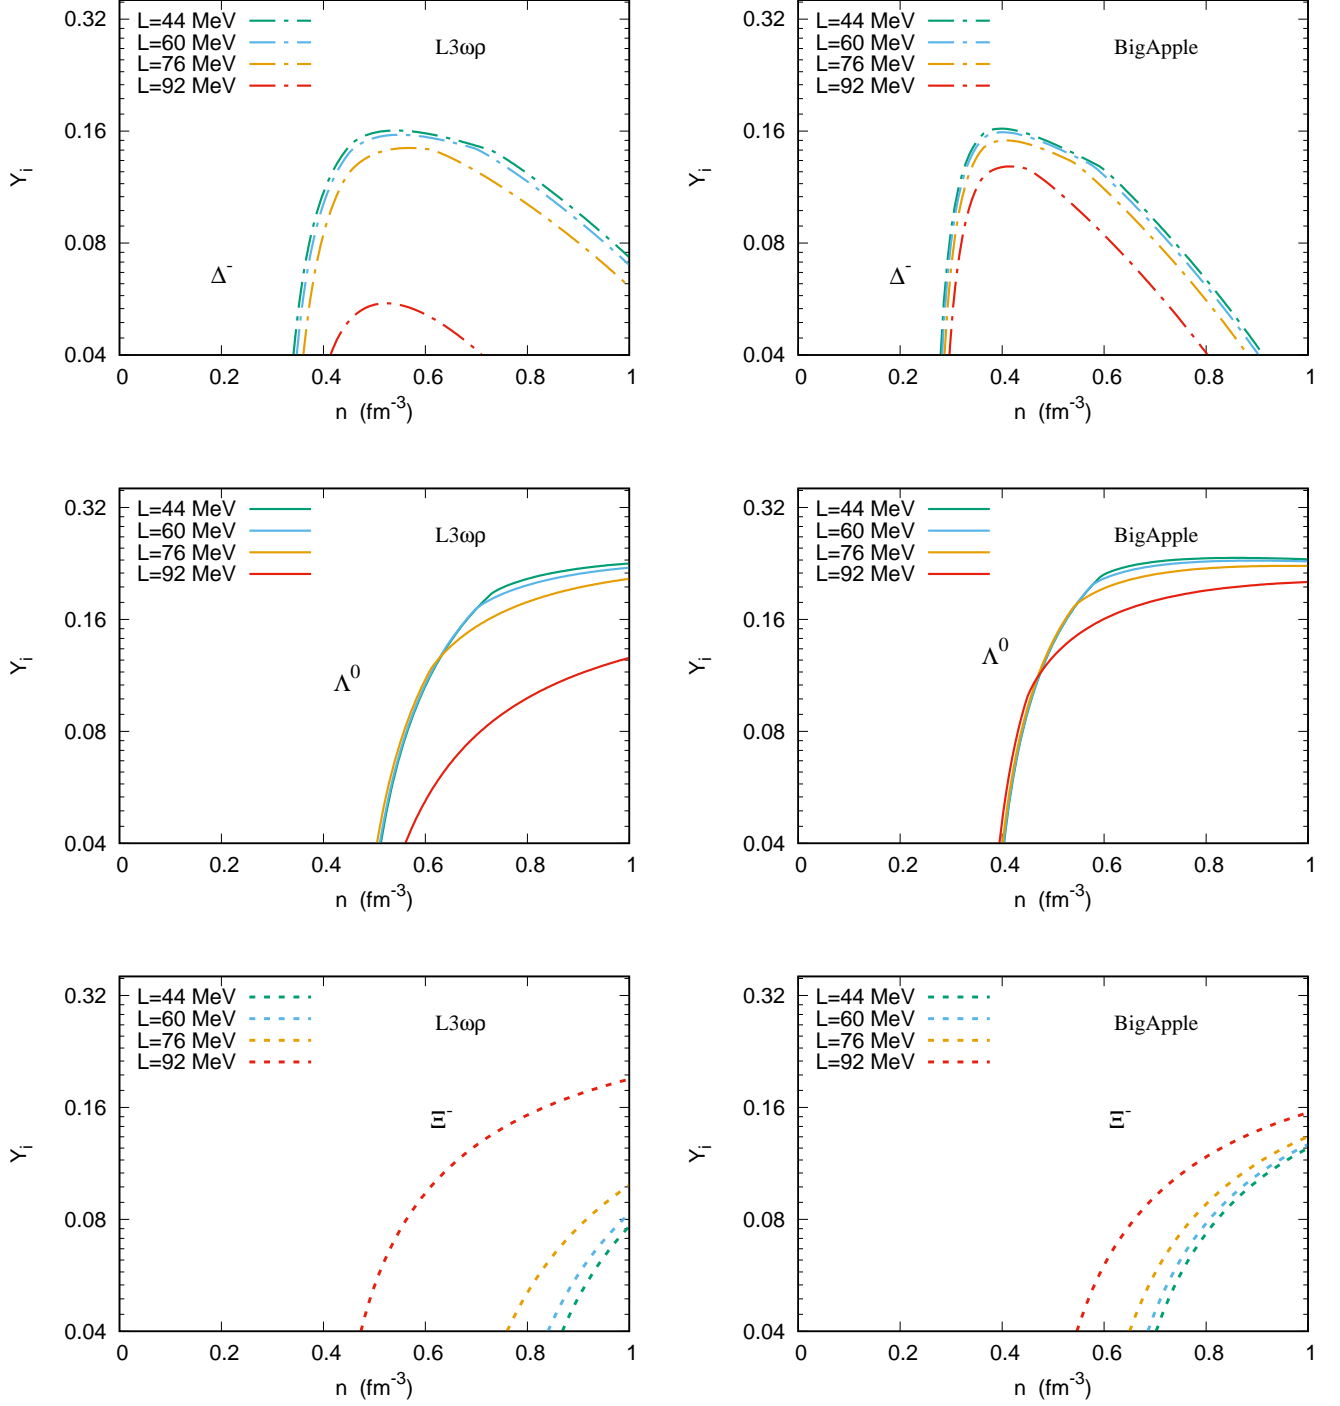 L=44 MeV
L=60 MeV
L=76 MeV
L=92 MeV
L3ωρ
Δ-
Y_i
0.32
0.16
0.08
0.04
0 0.2 0.4 0.6 0.8 1
n (fm-3)
L=44 MeV
L=60 MeV
L=76 MeV
L=92 MeV
BigApple
Δ-
Y_i
0.32
0.16
0.08
0.04
0 0.2 0.4 0.6 0.8 1
n (fm-3)
L=44 MeV
L=60 MeV
L=76 MeV
L=92 MeV
L3ωρ
Λ0
Y_i
0.32
0.16
0.08
0.04
0 0.2 0.4 0.6 0.8 1
n (fm-3)
L=44 MeV
L=60 MeV
L=76 MeV
L=92 MeV
BigApple
Λ0
Y_i
0.32
0.16
0.08
0.04
0 0.2 0.4 0.6 0.8 1
n (fm-3)
L=44 MeV
L=60 MeV
L=76 MeV
L=92 MeV
L3ωρ
Ξ-
Y_i
0.32
0.16
0.08
0.04
0 0.2 0.4 0.6 0.8 1
n (fm-3)
L=44 MeV
L=60 MeV
L=76 MeV
L=92 MeV
BigApple
Ξ-
Y_i
0.32
0.16
0.08
0.04
0 0.2 0.4 0.6 0.8 1
n (fm-3)